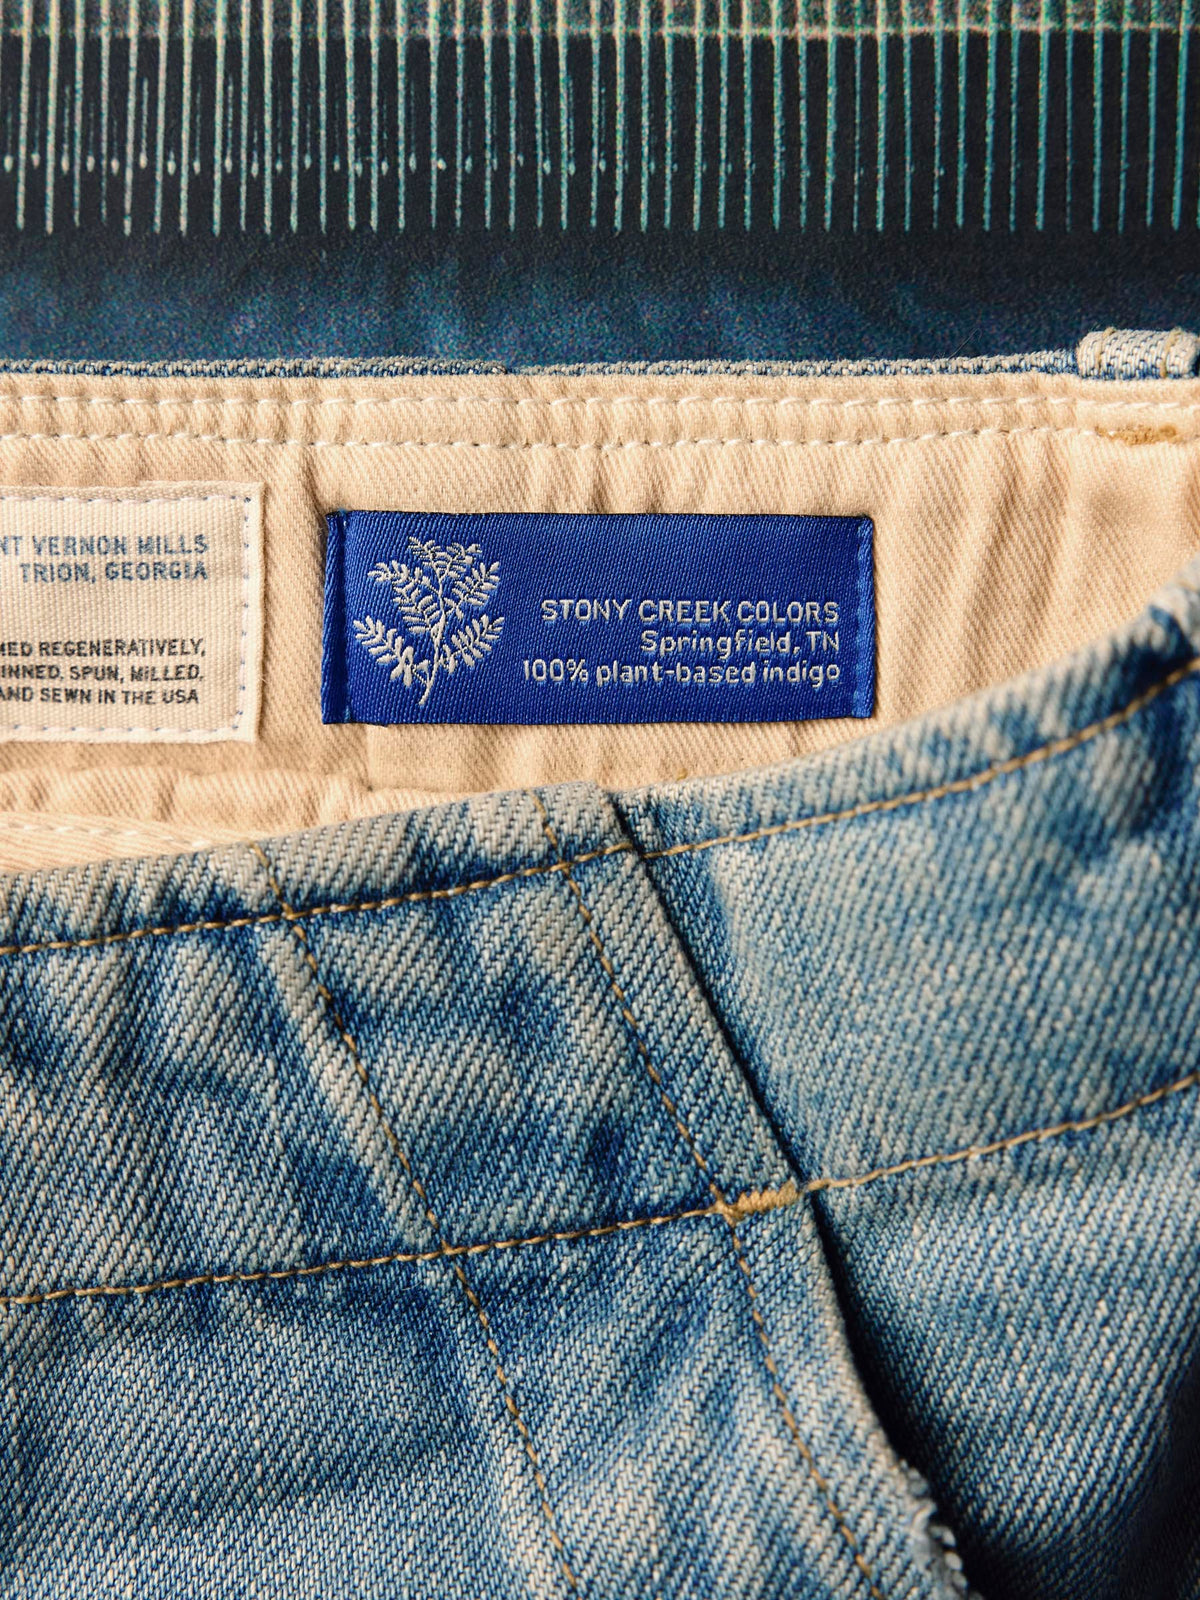 NT VERNON MILLS
TRION, GEORGIA
MED REGENERATIVELY,
INNED, SPUN, MILLED,
AND SEWN IN THE USA
STONY CREEK COLORS
Springfield, TN
100% plant-based indigo